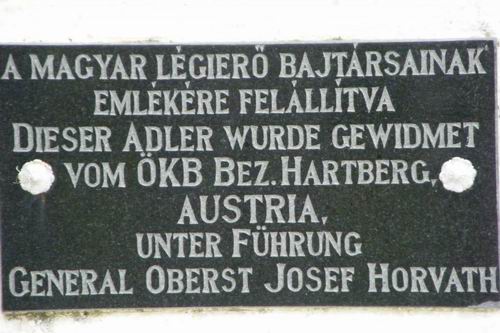 A MAGYAR LÉGIERŐ BAJTÁRSAINAK
EMLÉKÉRE FELÁLLÍTVA
DIESER ADLER WURDE GEWIDMET
VOM ÖKB BEZ. HARTBERG,
AUSTRIA,
UNTER FÜHRUNG
GENERAL OBERST JOSEF HORVATH